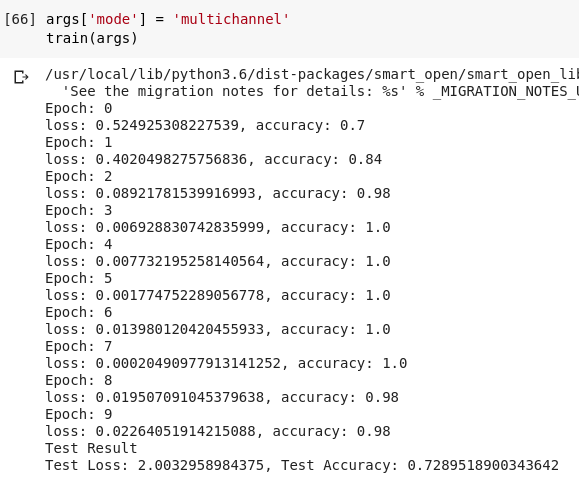 [66] args['mode'] = 'multichannel'
train(args)
/usr/local/lib/python3.6/dist-packages/smart_open/smart_open_lib
'See the migration notes for details: %s' % _MIGRATION_NOTES_U
Epoch: 0
loss: 0.524925308227539, accuracy: 0.7
Epoch: 1
loss: 0.4020498275756836, accuracy: 0.84
Epoch: 2
loss: 0.08921781539916993, accuracy: 0.98
Epoch: 3
loss: 0.006928830742835999, accuracy: 1.0
Epoch: 4
loss: 0.007732195258140564, accuracy: 1.0
Epoch: 5
loss: 0.001774752289056778, accuracy: 1.0
Epoch: 6
loss: 0.013980120420455933, accuracy: 1.0
Epoch: 7
loss: 0.00020490977913141252, accuracy: 1.0
Epoch: 8
loss: 0.019507091045379638, accuracy: 0.98
Epoch: 9
loss: 0.02264051914215088, accuracy: 0.98
Test Result
Test Loss: 2.0032958984375, Test Accuracy: 0.7289518900343642